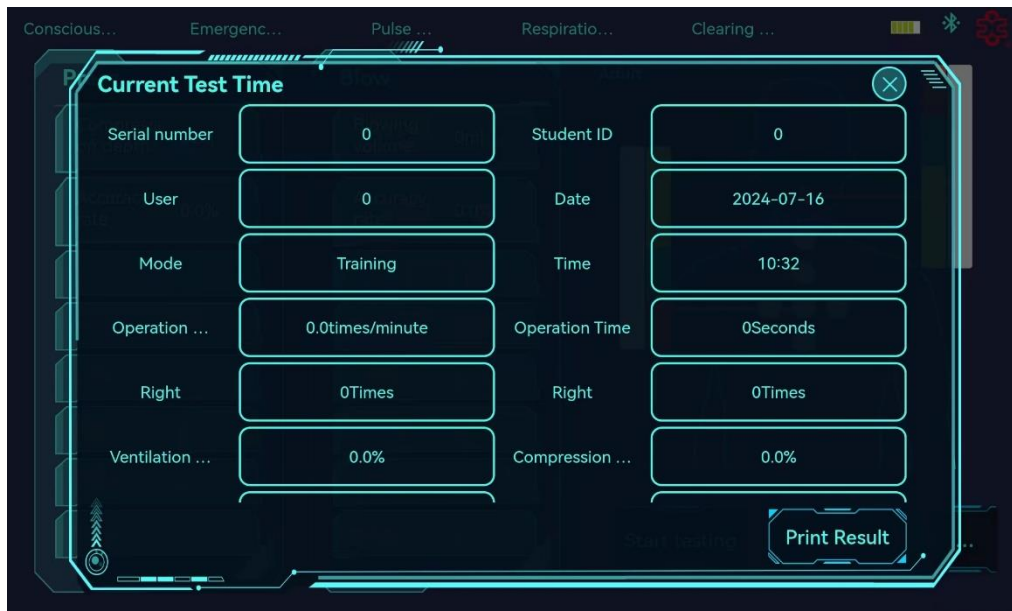 Conscious... Emergenc... Pulse ... Respiratio... Clearing ...
Blow
Current Test Time
Serial number 0 Student ID 0
User 0 Date 2024-07-16
Mode Training Time 10:32
Operation ... 0.0times/minute Operation Time 0Seconds
Right 0Times Right 0Times
Ventilation ... 0.0% Compression ... 0.0%
Start testing
Print Result